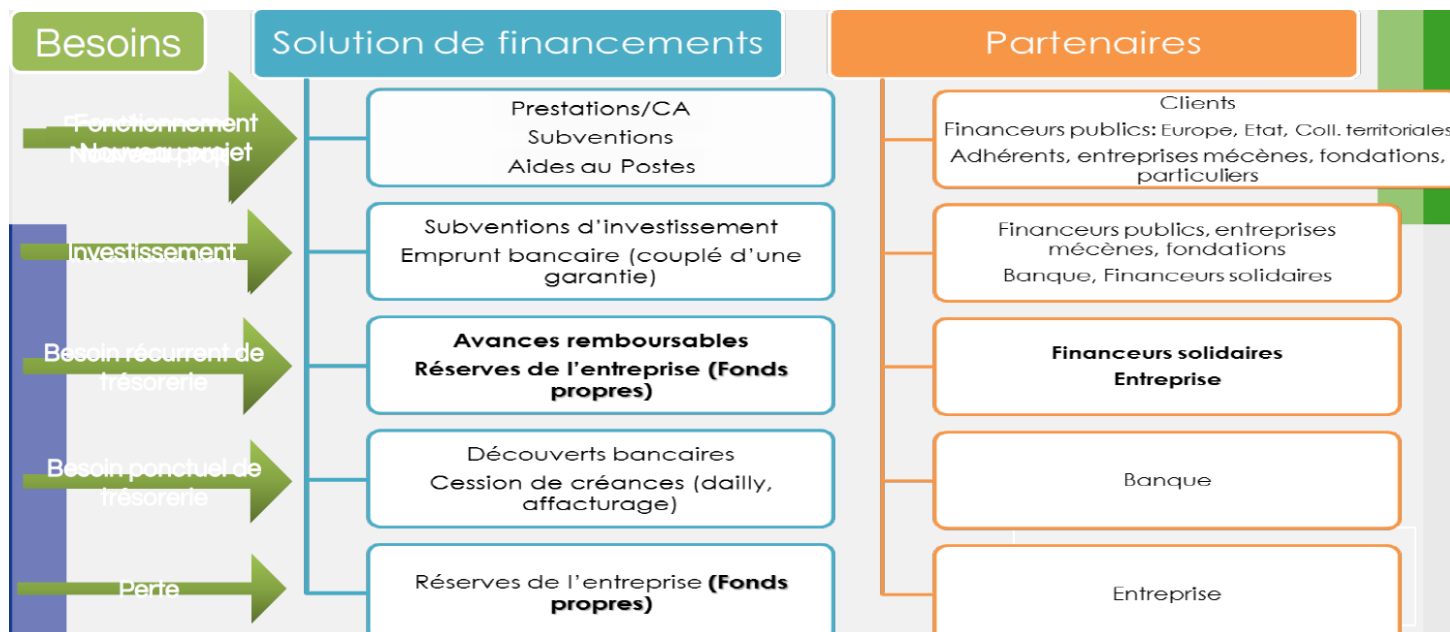 Besoins
Solution de financements
Partenaires
Fonctionnement
Nouveau projet
Prestations/CA
Subventions
Aides au Postes
Clients
Financeurs publics: Europe, Etat, Coll. territoriales
Adhérents, entreprises mécènes, fondations,
particuliers
Investissement
Subventions d'investissement
Emprunt bancaire (couplé d'une
garantie)
Financeurs publics, entreprises
mécènes, fondations
Banque, Financeurs solidaires
Besoin récurrent de
trésorerie
Avances remboursables
Réserves de l'entreprise (Fonds
propres)
Financeurs solidaires
Entreprise
Besoin ponctuel de
trésorerie
Découverts bancaires
Cession de créances (dailly,
affacturage)
Banque
Perte
Réserves de l'entreprise (Fonds
propres)
Entreprise